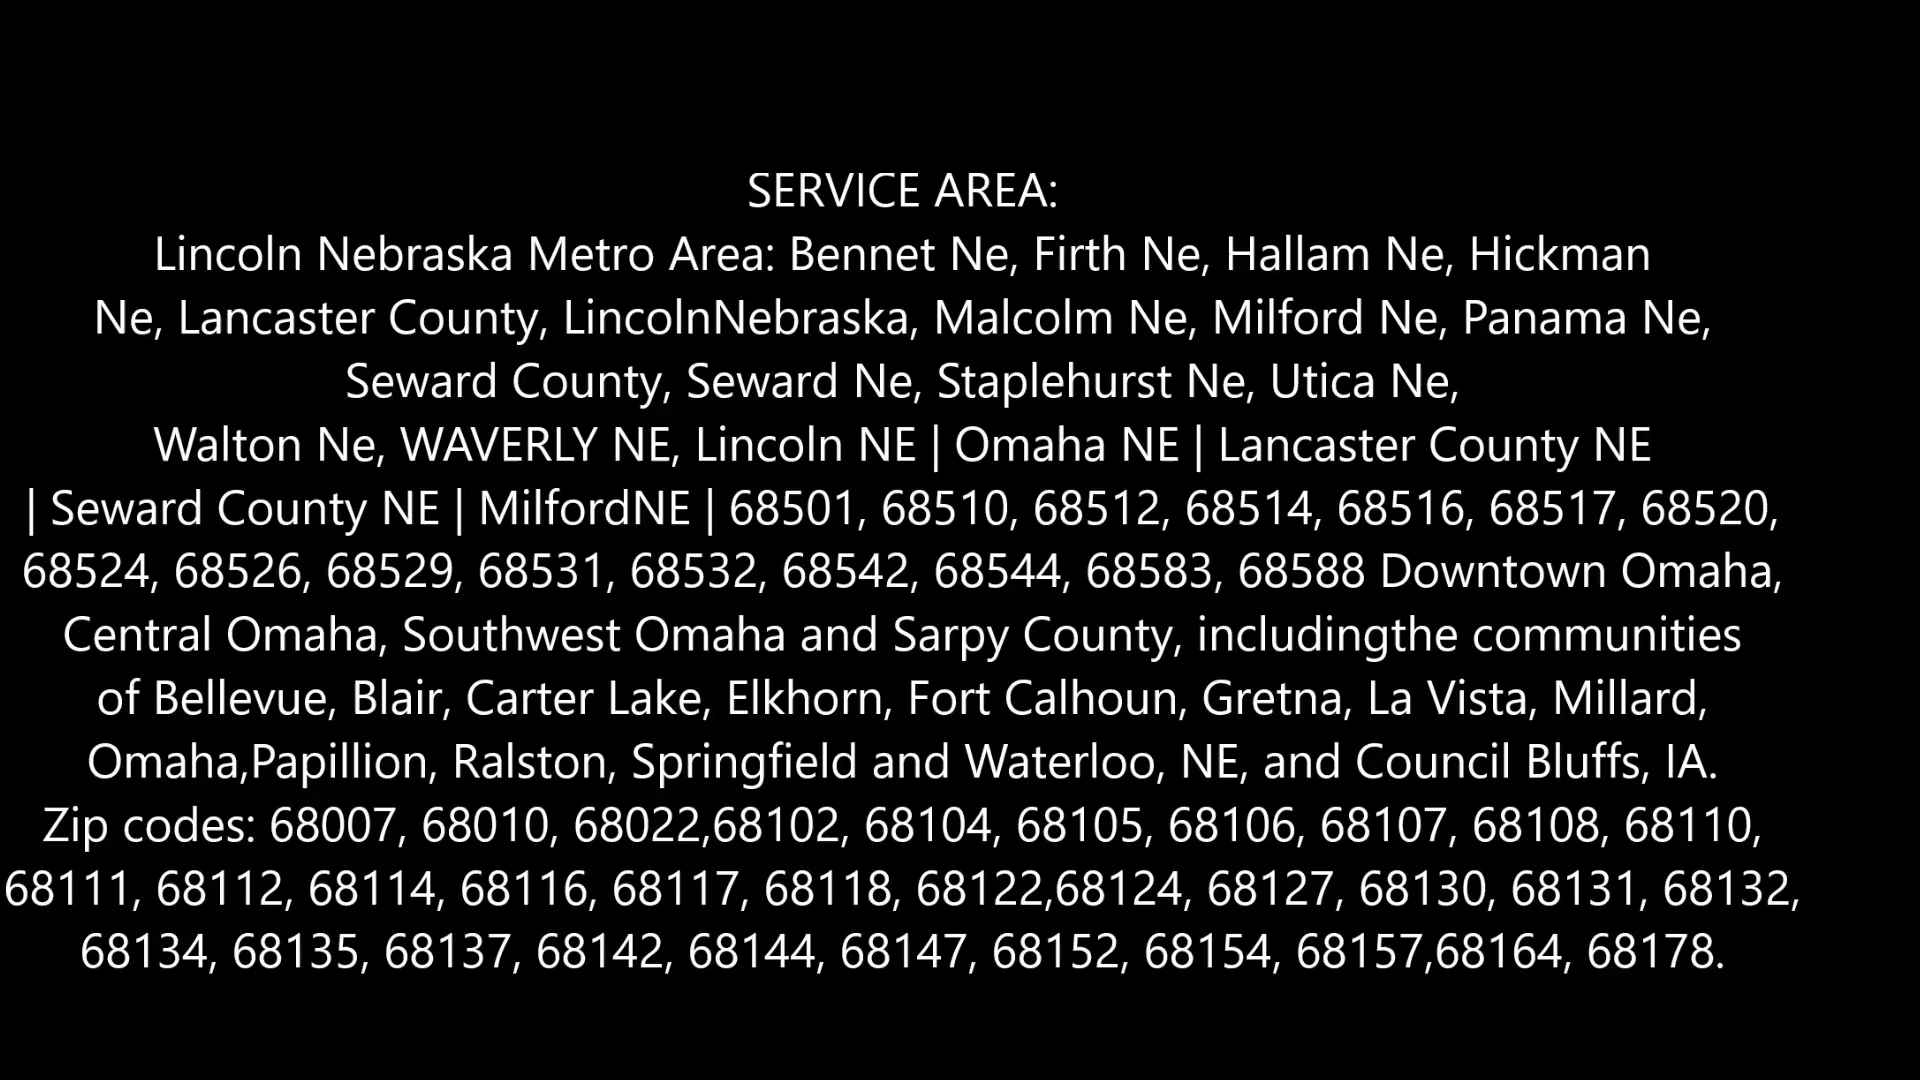 SERVICE AREA:
Lincoln Nebraska Metro Area: Bennet Ne, Firth Ne, Hallam Ne, Hickman
Ne, Lancaster County, LincolnNebraska, Malcolm Ne, Milford Ne, Panama Ne,
Seward County, Seward Ne, Staplehurst Ne, Utica Ne,
Walton Ne, WAVERLY NE, Lincoln NE | Omaha NE | Lancaster County NE
| Seward County NE | MilfordNE | 68501, 68510, 68512, 68514, 68516, 68517, 68520,
68524, 68526, 68529, 68531, 68532, 68542, 68544, 68583, 68588 Downtown Omaha,
Central Omaha, Southwest Omaha and Sarpy County, includingthe communities
of Bellevue, Blair, Carter Lake, Elkhorn, Fort Calhoun, Gretna, La Vista, Millard,
Omaha,Papillion, Ralston, Springfield and Waterloo, NE, and Council Bluffs, IA.
Zip codes: 68007, 68010, 68022,68102, 68104, 68105, 68106, 68107, 68108, 68110,
68111, 68112, 68114, 68116, 68117, 68118, 68122,68124, 68127, 68130, 68131, 68132,
68134, 68135, 68137, 68142, 68144, 68147, 68152, 68154, 68157,68164, 68178.